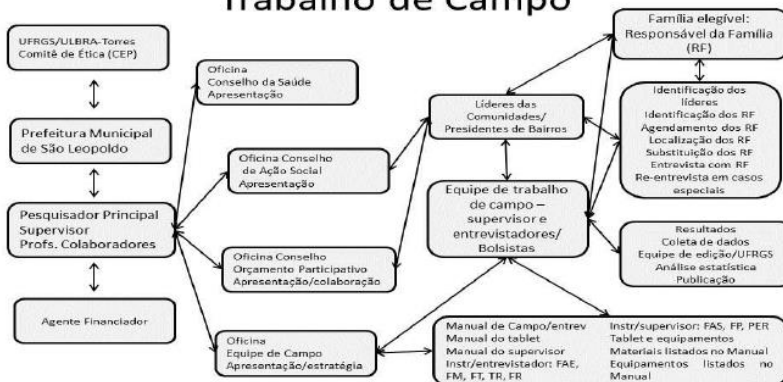 Trabalho de Campo
UFRGS/ULBRA-Torres
Comitê de Ética (CEP)
Prefeitura Municipal
de São Leopoldo
Pesquisador Principal
Supervisor
Profs. Colaboradores
Agente Financiador
Oficina
Conselho da Saúde
Apresentação
Oficina Conselho
de Ação Social
Apresentação
Oficina Conselho
Orçamento Participativo
Apresentação/colaboração
Oficina
Equipe de Campo
Apresentação/estratégia
Líderes das
Comunidades/
Presidentes de Bairros
Equipe de trabalho
de campo –
supervisor e
entrevistadores/
Bolsistas
Família elegível:
Responsável da Família
(RF)
Identificação dos
líderes
Identificação dos RF
Agendamento dos RF
Localização dos RF
Substituição dos RF
Entrevista com RF
Re-entrevista em casos
especiais
Resultados
Coleta de dados
Equipe de edição/UFRGS
Análise estatística
Publicação
Manual de Campo/entrev
Manual do tablet
Manual do supervisor
Instr/entrevistador: FAE,
FM, FT, TR, FR
Instr/supervisor: FAS, FP, PER
Tablet e equipamentos
Materiais listados no Manual
Equipamentos listados no
Manual